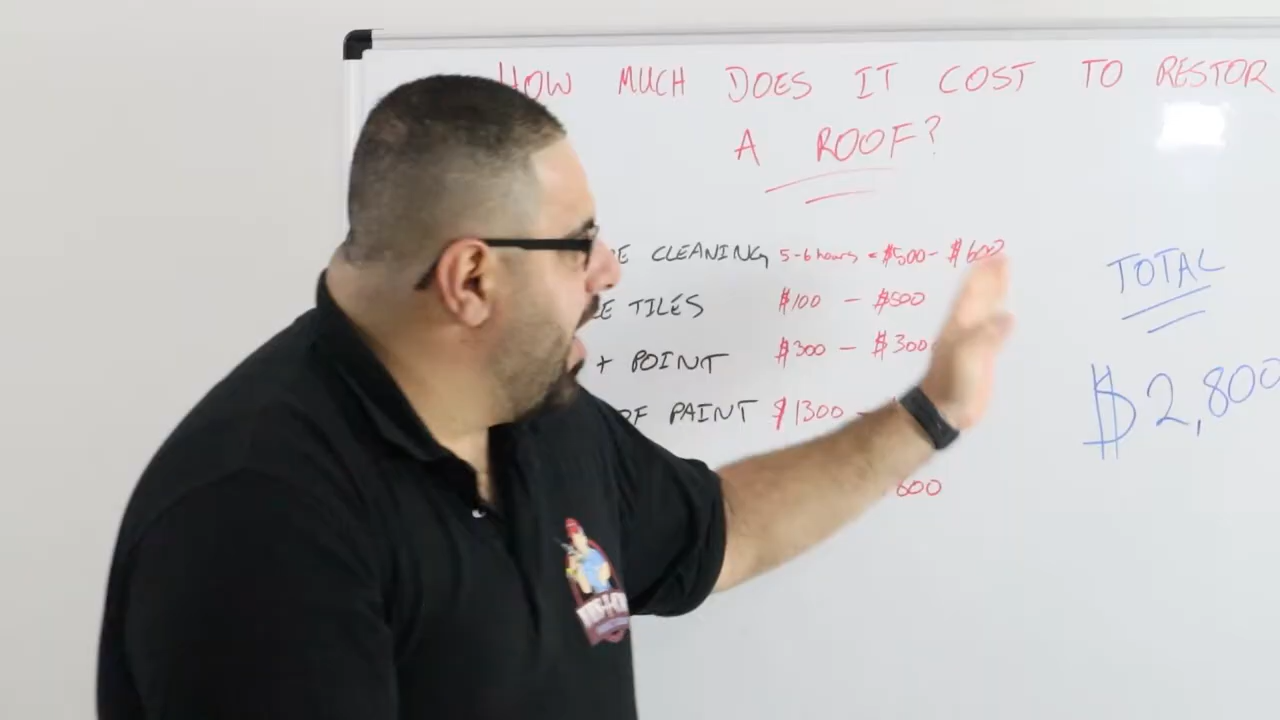 HOW MUCH DOES IT COST TO RESTOR
A ROOF?
E CLEANING 5-6 hours = $500 - $600
E TILES $100 - $500
+ POINT $300 - $300
OF PAINT $1300 -
600
TOTAL
$2,800